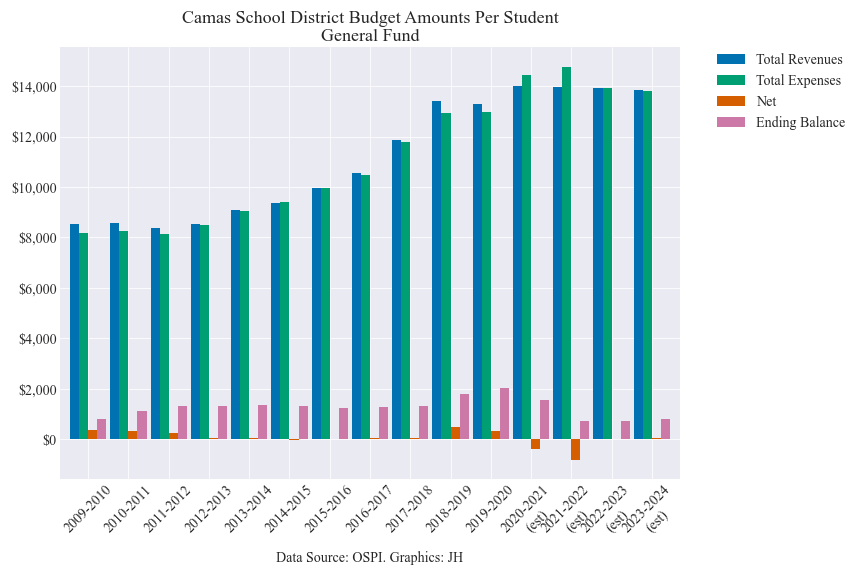 Camas School District Budget Amounts Per Student
General Fund
Total Revenues
Total Expenses
Net
Ending Balance
$14,000
$12,000
$10,000
$8,000
$6,000
$4,000
$2,000
$0
2009-2010
2010-2011
2011-2012
2012-2013
2013-2014
2014-2015
2015-2016
2016-2017
2017-2018
2018-2019
2019-2020
2020-2021
(est)
2021-2022
(est)
2022-2023
(est)
2023-2024
(est)
Data Source: OSPI. Graphics: JH